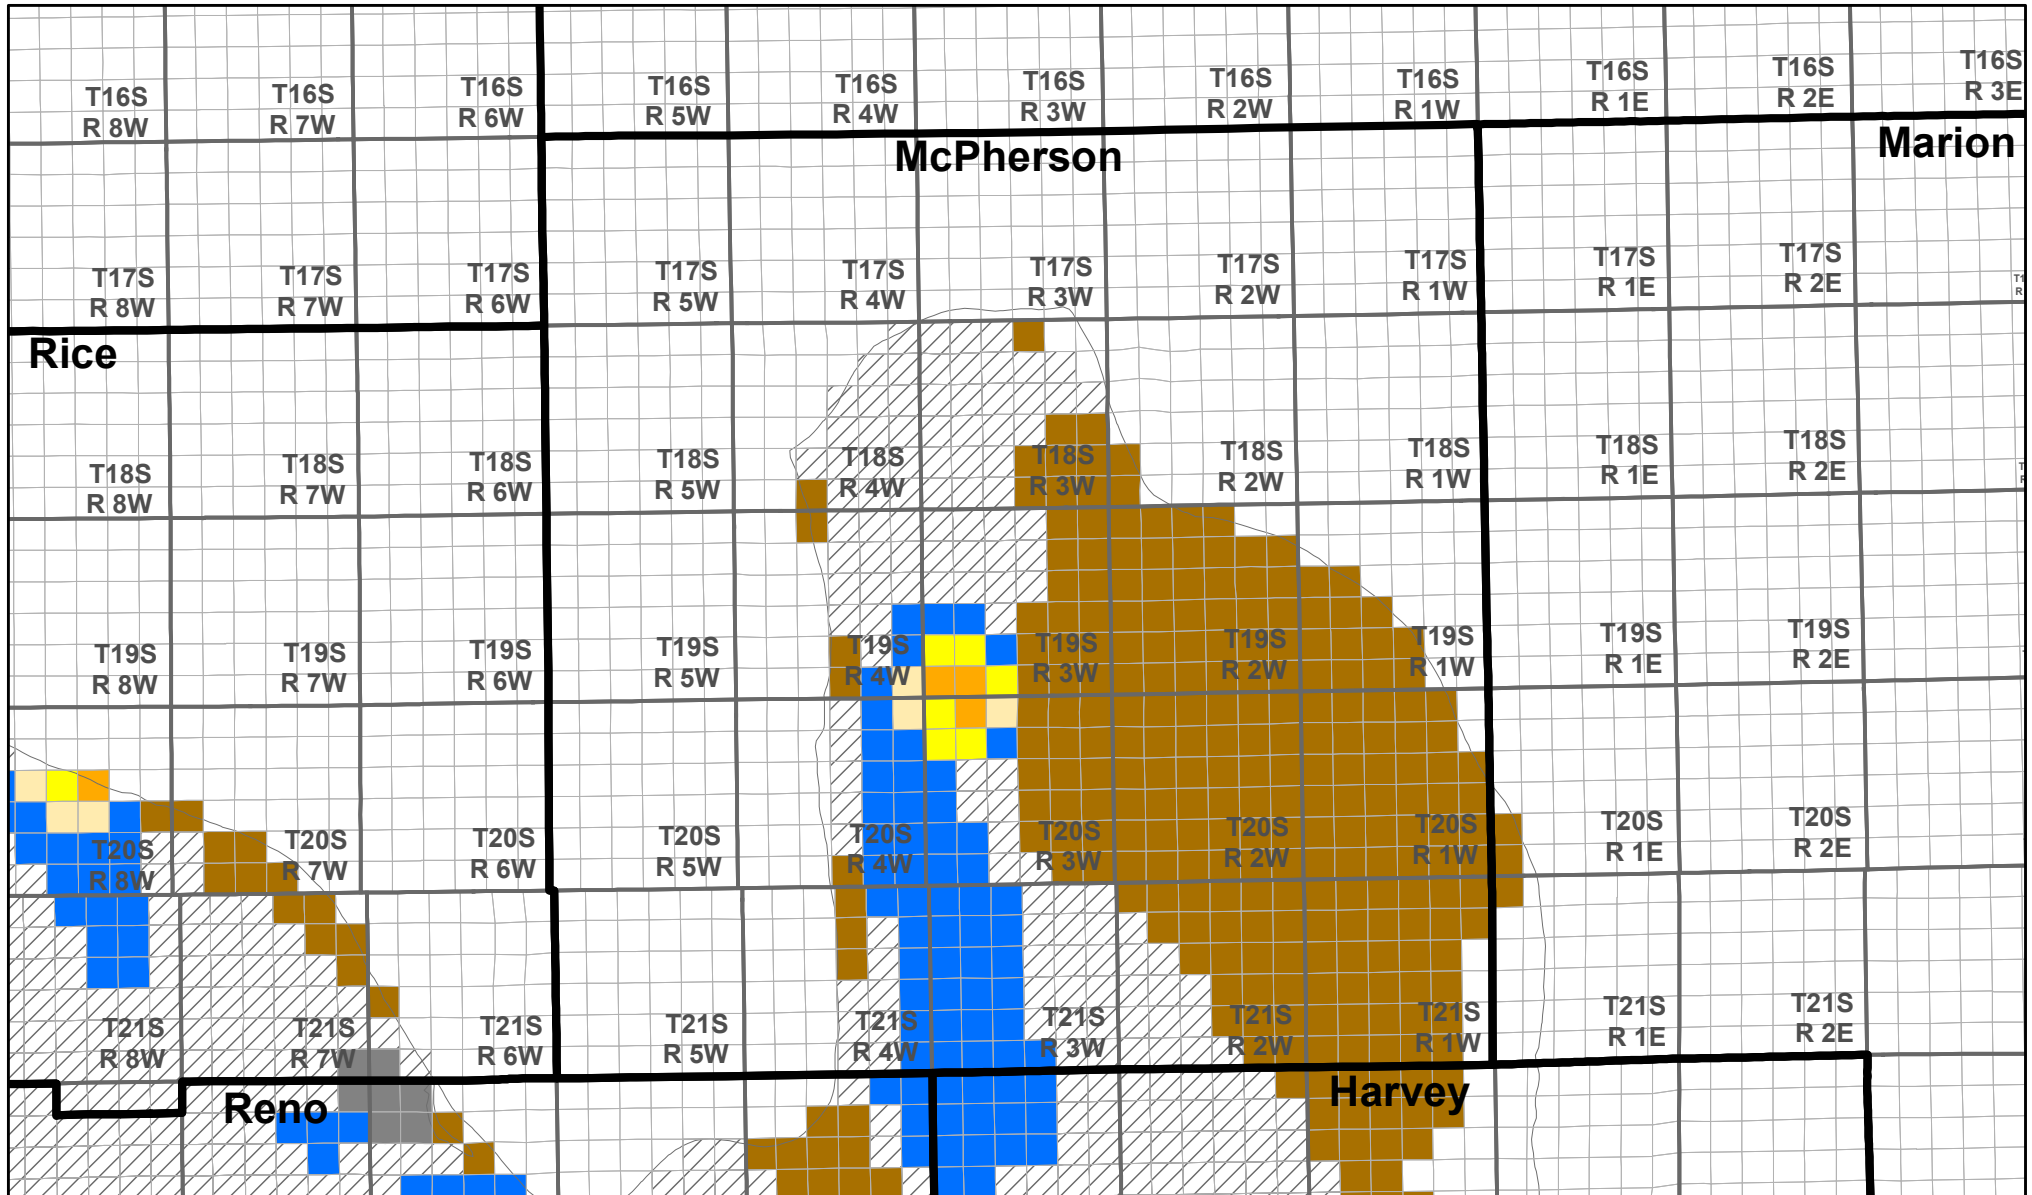 T16S
R 8W
T16S
R 7W
T16S
R 6W
T16S
R 5W
T16S
R 4W
T16S
R 3W
T16S
R 2W
T16S
R 1W
T16S
R 1E
T16S
R 2E
T16S
R 3E
McPherson
Marion
T17S
R 8W
T17S
R 7W
T17S
R 6W
T17S
R 5W
T17S
R 4W
T17S
R 3W
T17S
R 2W
T17S
R 1W
T17S
R 1E
T17S
R 2E
Rice
T18S
R 8W
T18S
R 7W
T18S
R 6W
T18S
R 5W
T18S
R 4W
T18S
R 3W
T18S
R 2W
T18S
R 1W
T18S
R 1E
T18S
R 2E
T19S
R 8W
T19S
R 7W
T19S
R 6W
T19S
R 5W
T19S
R 4W
T19S
R 3W
T19S
R 2W
T19S
R 1W
T19S
R 1E
T19S
R 2E
T20S
R 8W
T20S
R 7W
T20S
R 6W
T20S
R 5W
T20S
R 4W
T20S
R 3W
T20S
R 2W
T20S
R 1W
T20S
R 1E
T20S
R 2E
T21S
R 8W
T21S
R 7W
T21S
R 6W
T21S
R 5W
T21S
R 4W
T21S
R 3W
T21S
R 2W
T21S
R 1W
T21S
R 1E
T21S
R 2E
Reno
Harvey